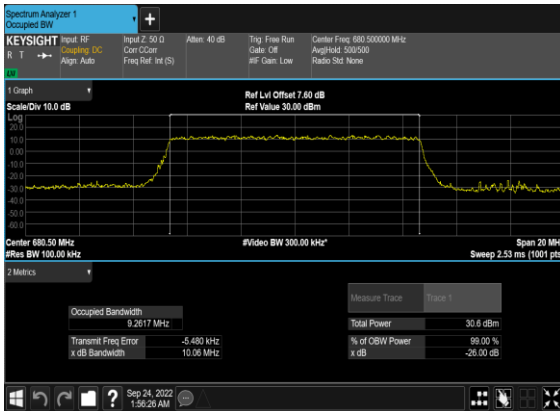 Spectrum Analyzer 1
Occupied BW
+
KEYSIGHT
R T
LW
Input: RF
Coupling: DC
Align: Auto
Input Z: 50 Ω
Corr CCorr
Freq Ref: Int (S)
Atten: 40 dB
Trig: Free Run
Gate: Off
#IF Gain: Low
Center Freq: 680.500000 MHz
Avg|Hold: 500/500
Radio Std: None
1 Graph
Scale/Div 10.0 dB
Ref Lvl Offset 7.60 dB
Ref Value 30.00 dBm
Log
20.0
10.0
0.00
-10.0
-20.0
-30.0
-40.0
-50.0
-60.0
Center 680.50 MHz
#Video BW 300.00 kHz*
Span 20 MH
#Res BW 100.00 kHz
Sweep 2.53 ms (1001 pts
2 Metrics
Measure Trace
Trace 1
Occupied Bandwidth
9.2617 MHz
Total Power
30.6 dBm
Transmit Freq Error
-5.480 kHz
% of OBW Power
99.00 %
x dB Bandwidth
10.06 MHz
x dB
-26.00 dB
?
Sep 24, 2022
1:56:26 AM